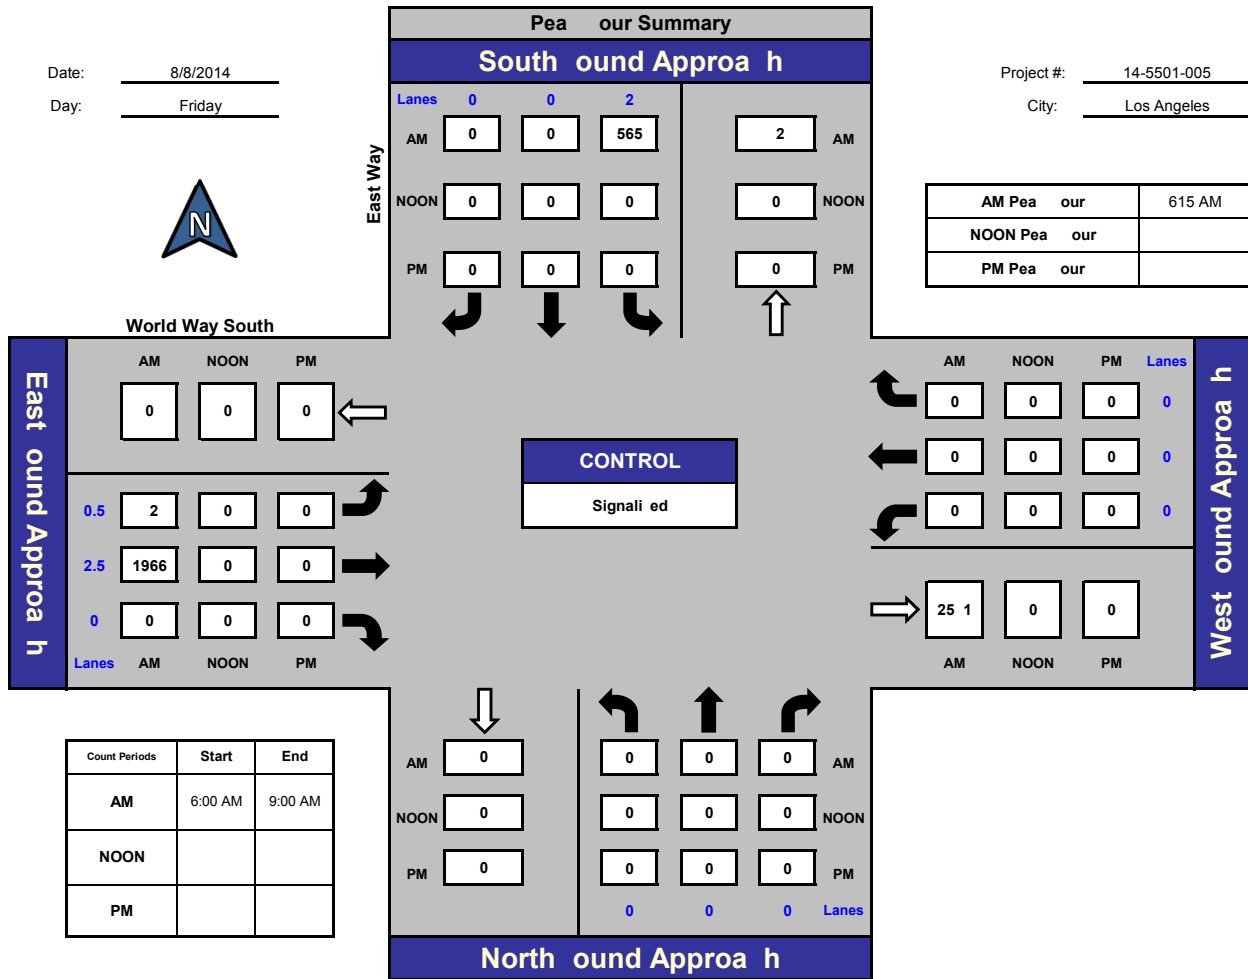 Pea our Summary
South ound Approa h
Date: 8/8/2014
Day: Friday
Project #: 14-5501-005
City: Los Angeles
N
East Way
Lanes 0 0 2
AM 0 0 565 2 AM
NOON 0 0 0 0 NOON
PM 0 0 0 0 PM
AM Pea our 615 AM
NOON Pea our
PM Pea our
World Way South
East ound Approa h
AM NOON PM
0 0 0
0.5 2 0 0
2.5 1966 0 0
0 0 0 0
Lanes AM NOON PM
CONTROL
Signali ed
AM NOON PM Lanes
0 0 0 0
0 0 0 0
0 0 0 0
25 1 0 0
AM NOON PM
West ound Approa h
Count Periods Start End
AM 6:00 AM 9:00 AM
NOON
PM
AM 0 0 0 0 AM
NOON 0 0 0 0 NOON
PM 0 0 0 0 PM
0 0 0 Lanes
North ound Approa h